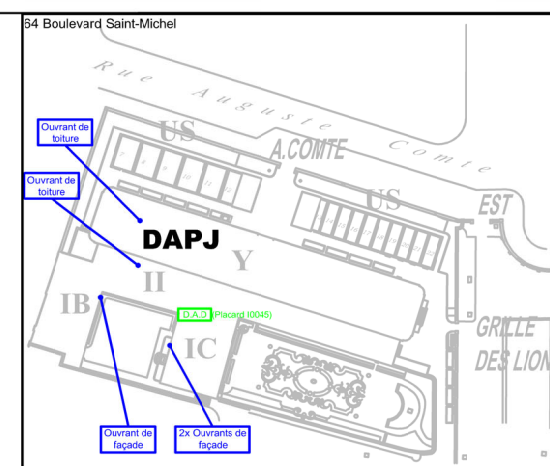 64 Boulevard Saint-Michel
Rue Auguste Comte
Ouvrant de
toiture
US
A.COMTE
Ouvrant de
toiture
US
EST
DAPJ
Y
II
IB
D.A.D (Placard I0045)
IC
GRILLE
DES LION
Ouvrant de
façade
2x Ouvrants de
façade